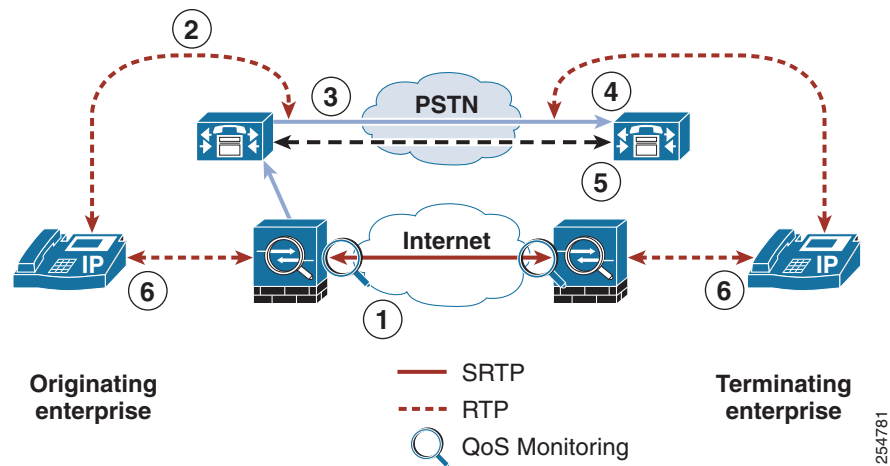 2
3
PSTN
4
5
IP
6
Internet
1
6
IP
Originating
enterprise
SRTP
RTP
QoS Monitoring
Terminating
enterprise
254781